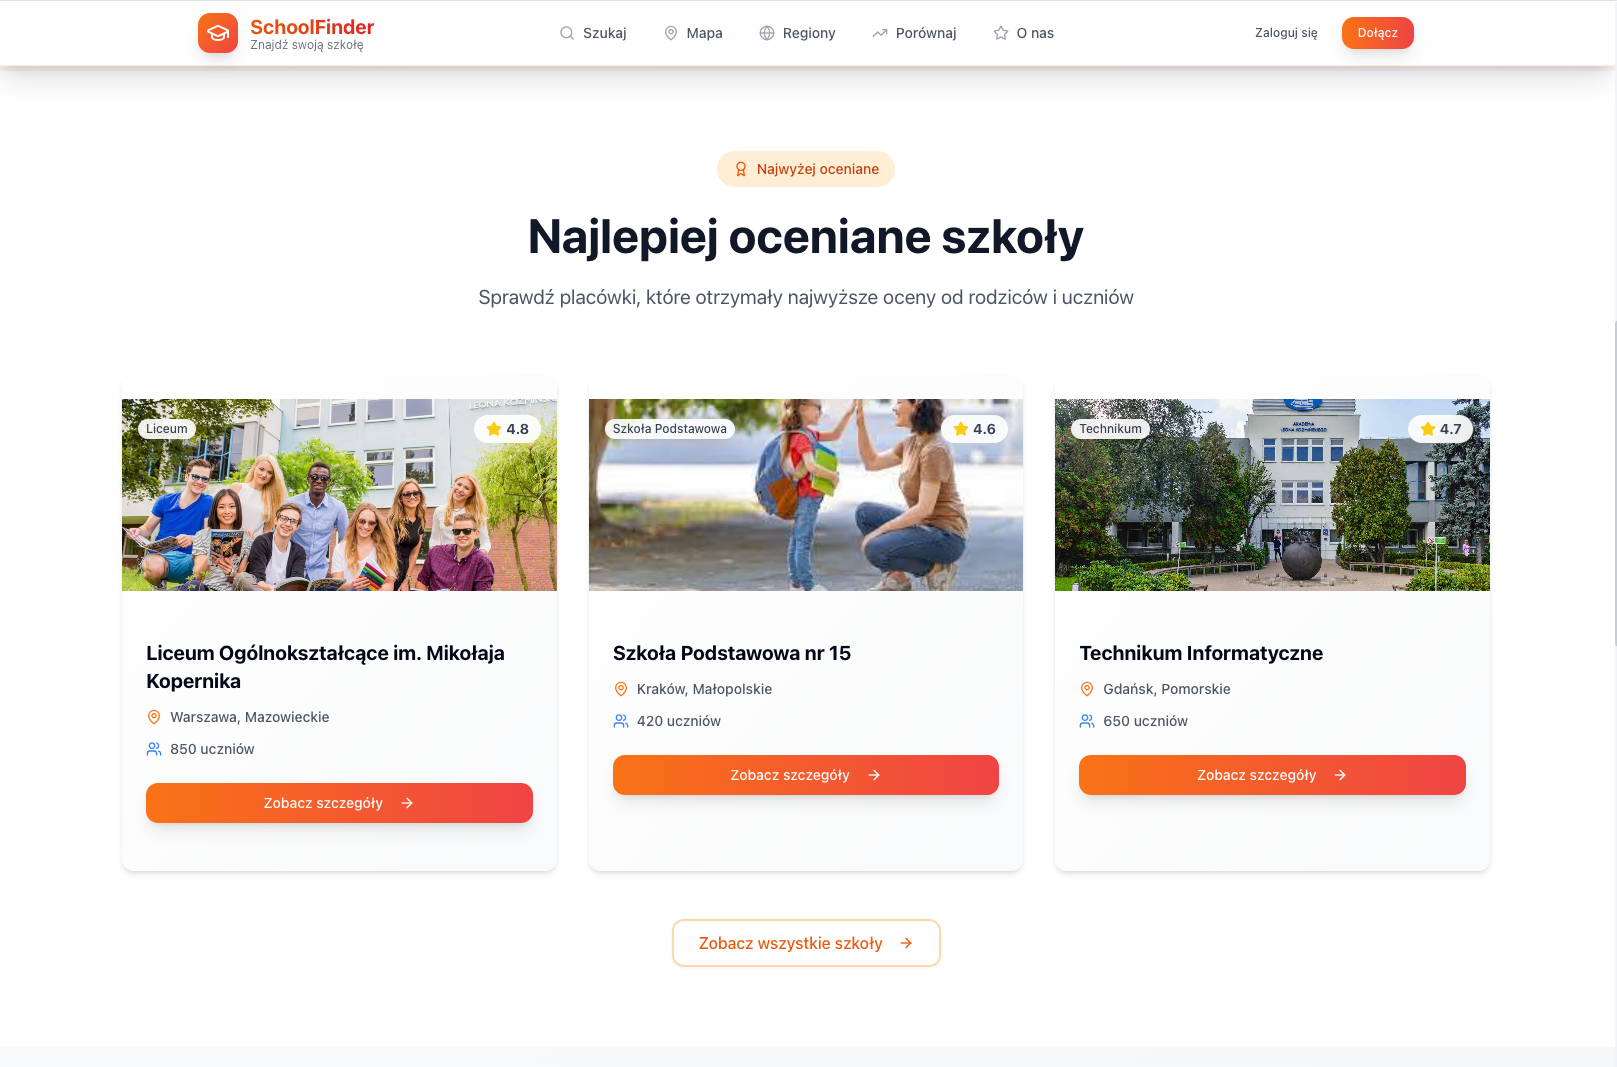 SchoolFinder
Znajdź swoją szkołę
Szukaj
Mapa
Regiony
Porównaj
O nas
Zaloguj się
Dołącz
Najwyżej oceniane
Najlepiej oceniane szkoły
Sprawdź placówki, które otrzymały najwyższe oceny od rodziców i uczniów
Liceum
4.8
Liceum Ogólnokształcące im. Mikołaja
Kopernika
Warszawa, Mazowieckie
850 uczniów
Zobacz szczegóły
Szkoła Podstawowa
4.6
Szkoła Podstawowa nr 15
Kraków, Małopolskie
420 uczniów
Zobacz szczegóły
Technikum
4.7
AKADEMIA
LEONA KOŹMIŃSKIEGO
Technikum Informatyczne
Gdańsk, Pomorskie
650 uczniów
Zobacz szczegóły
Zobacz wszystkie szkoły